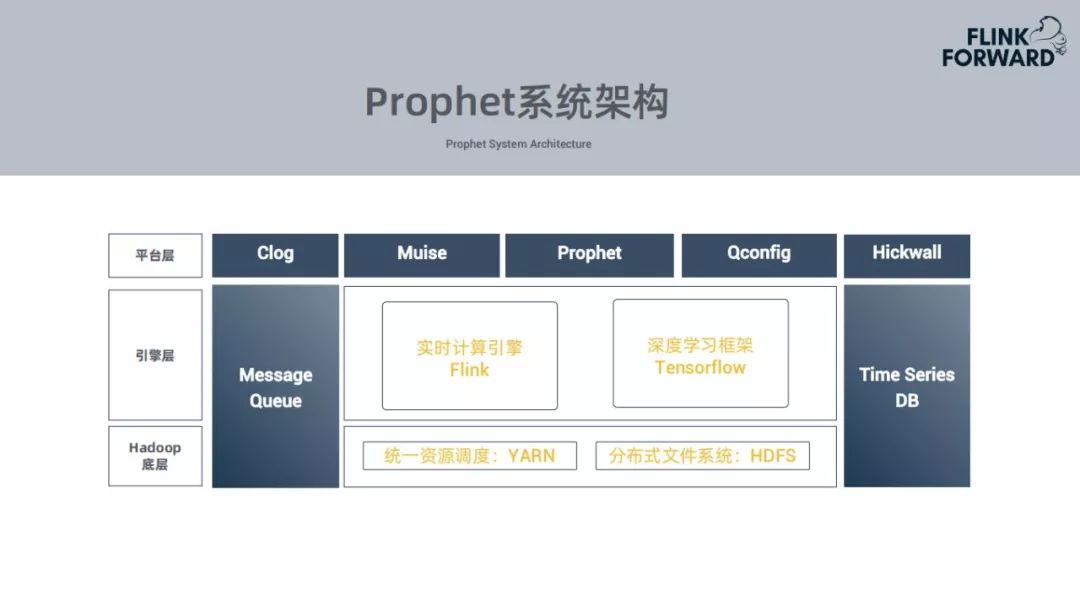 FLINK
FORWARD
Prophet系统架构
Prophet System Architecture
平台层
Clog
Muise
Prophet
Qconfig
Hickwall
引擎层
Message
Queue
实时计算引擎
Flink
深度学习框架
Tensorflow
Time Series
DB
Hadoop
底层
统一资源调度：YARN
分布式文件系统：HDFS